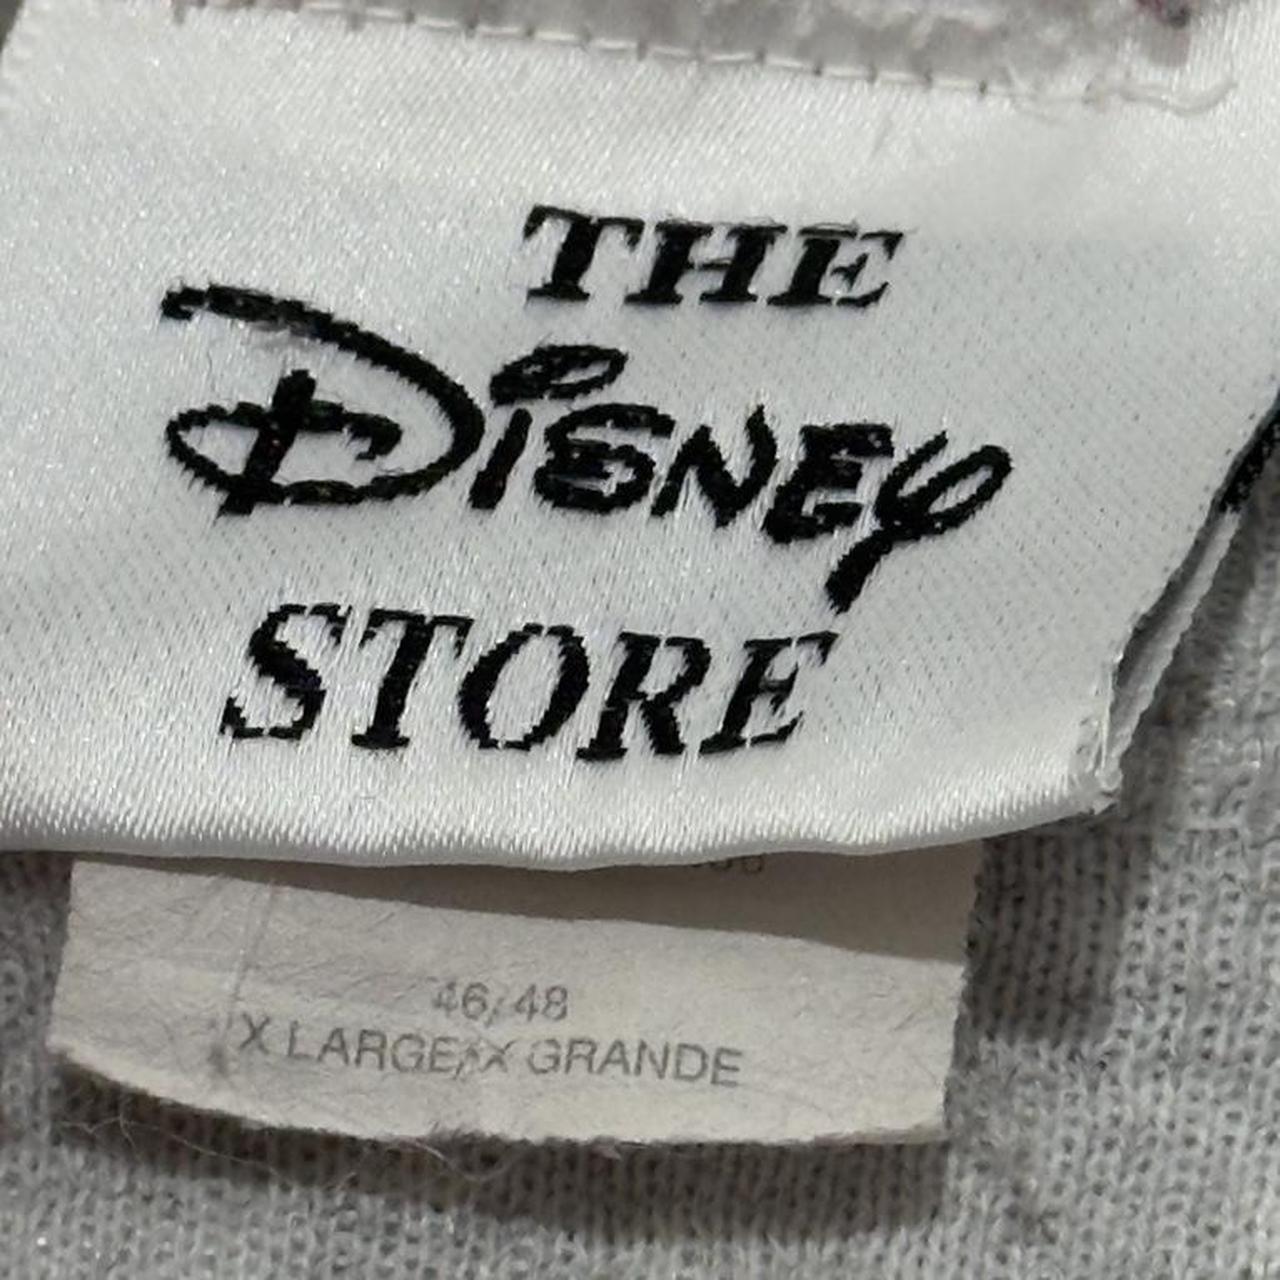 THE
Disney
STORE
46/48
X LARGE/X GRANDE